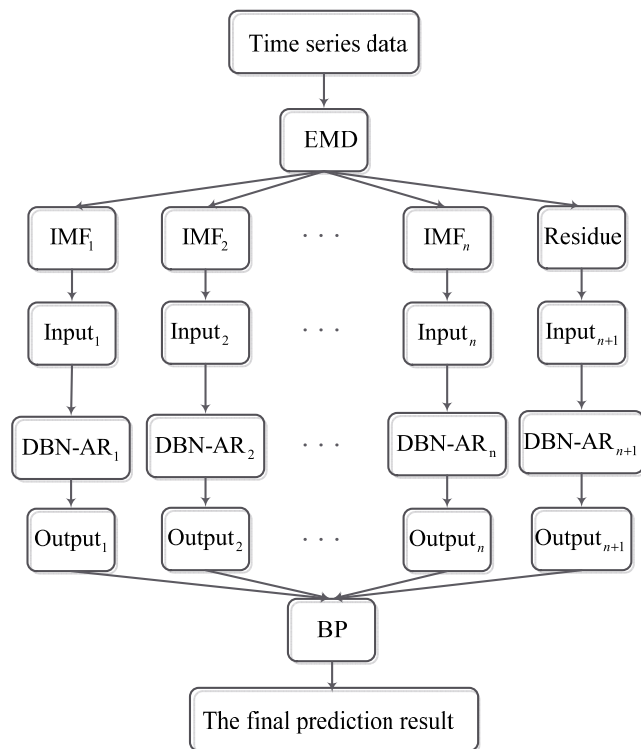 Time series data
EMD
IMF₁ IMF₂ · · · IMFₙ Residue
Input₁ Input₂ · · · Inputₙ Inputₙ₊₁
DBN-AR₁ DBN-AR₂ · · · DBN-ARₙ DBN-ARₙ₊₁
Output₁ Output₂ · · · Outputₙ Outputₙ₊₁
BP
The final prediction result